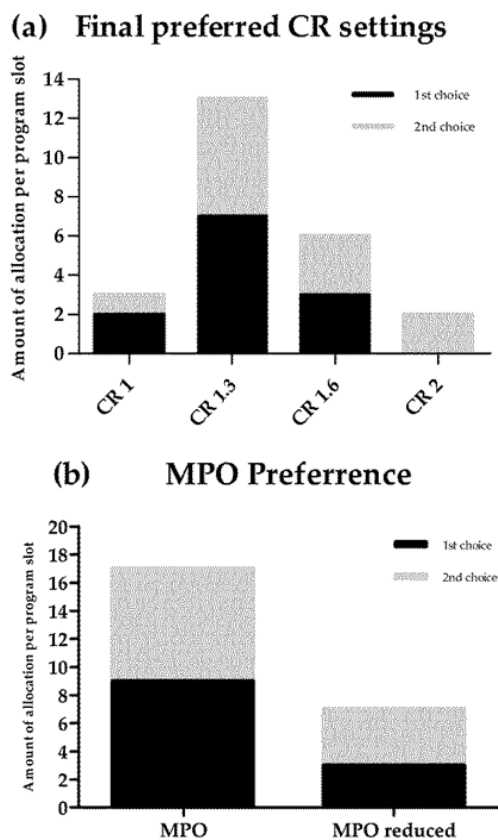 (a) Final preferred CR settings
Amount of allocation per program slot
14
12
10
8
6
4
2
0
1st choice
2nd choice
CR 1
CR 1.3
CR 1.6
CR 2
(b) MPO Preferrence
Amount of allocation per program slot
20
18
16
14
12
10
8
6
4
2
0
1st choice
2nd choice
MPO
MPO reduced